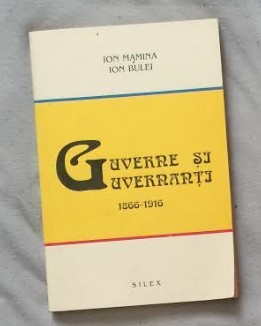 ION MAMINA
ION BULEI
GUVERNE ȘI
GUVERNANȚI
1866-1916
SILEX